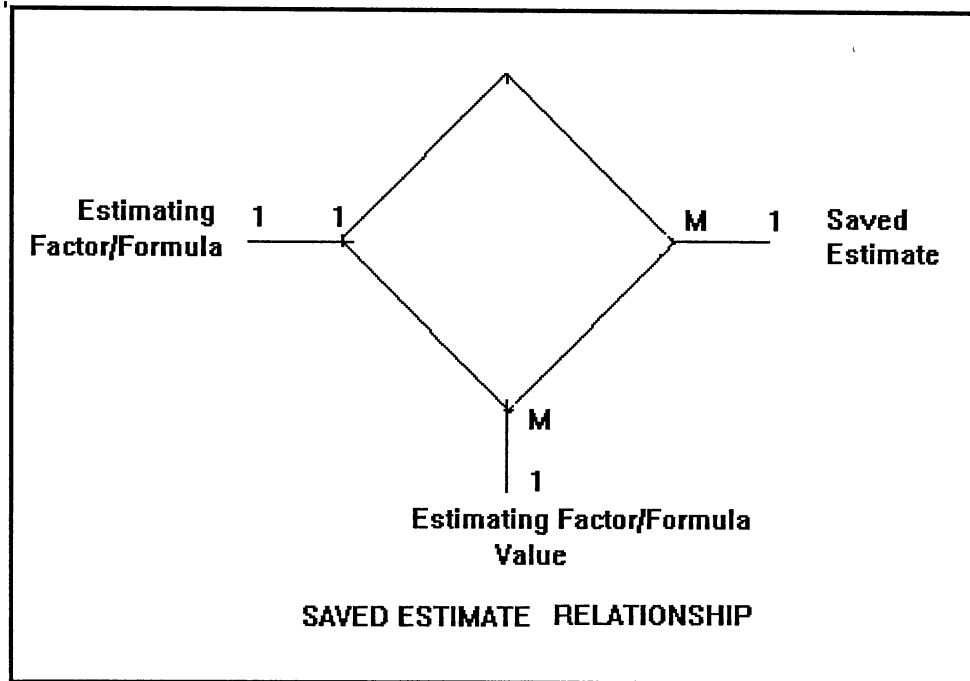 Estimating 1 1 M 1 Saved
Factor/Formula Estimate
M
1
Estimating Factor/Formula
Value
SAVED ESTIMATE RELATIONSHIP